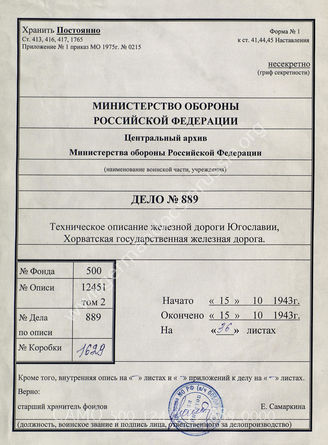 Хранить Постоянно
Форма № 1
Ст. 413, 416, 417, 1765
к ст. 41,44,45 Наставления
Приложение № 1 приказ МО 1975г. № 0215
несекретно
(гриф секретности)
МИНИСТЕРСТВО ОБОРОНЫ
РОССИЙСКОЙ ФЕДЕРАЦИИ
Центральный архив
Министерства обороны Российской Федерации
(наименование воинской части, учреждения)
ДЕЛО № 889
Техническое описание железной дороги Югославии,
Хорватская государственная железная дорога.
№ Фонда 500
№ Описи 12451
том 2
№ Дела 889
по описи
№ Коробки 1629
Начато « 15 » 10 1943г.
Окончено « 15 » 10 1943г.
На «36» листах
Кроме того, внутренняя опись на «—» листах и «—» приложений к делу на «—» листах.
Верно:
старший хранитель фондов Е. Самаркина
(должность, воинское звание и подпись лица, ответственного за делопроизводство)